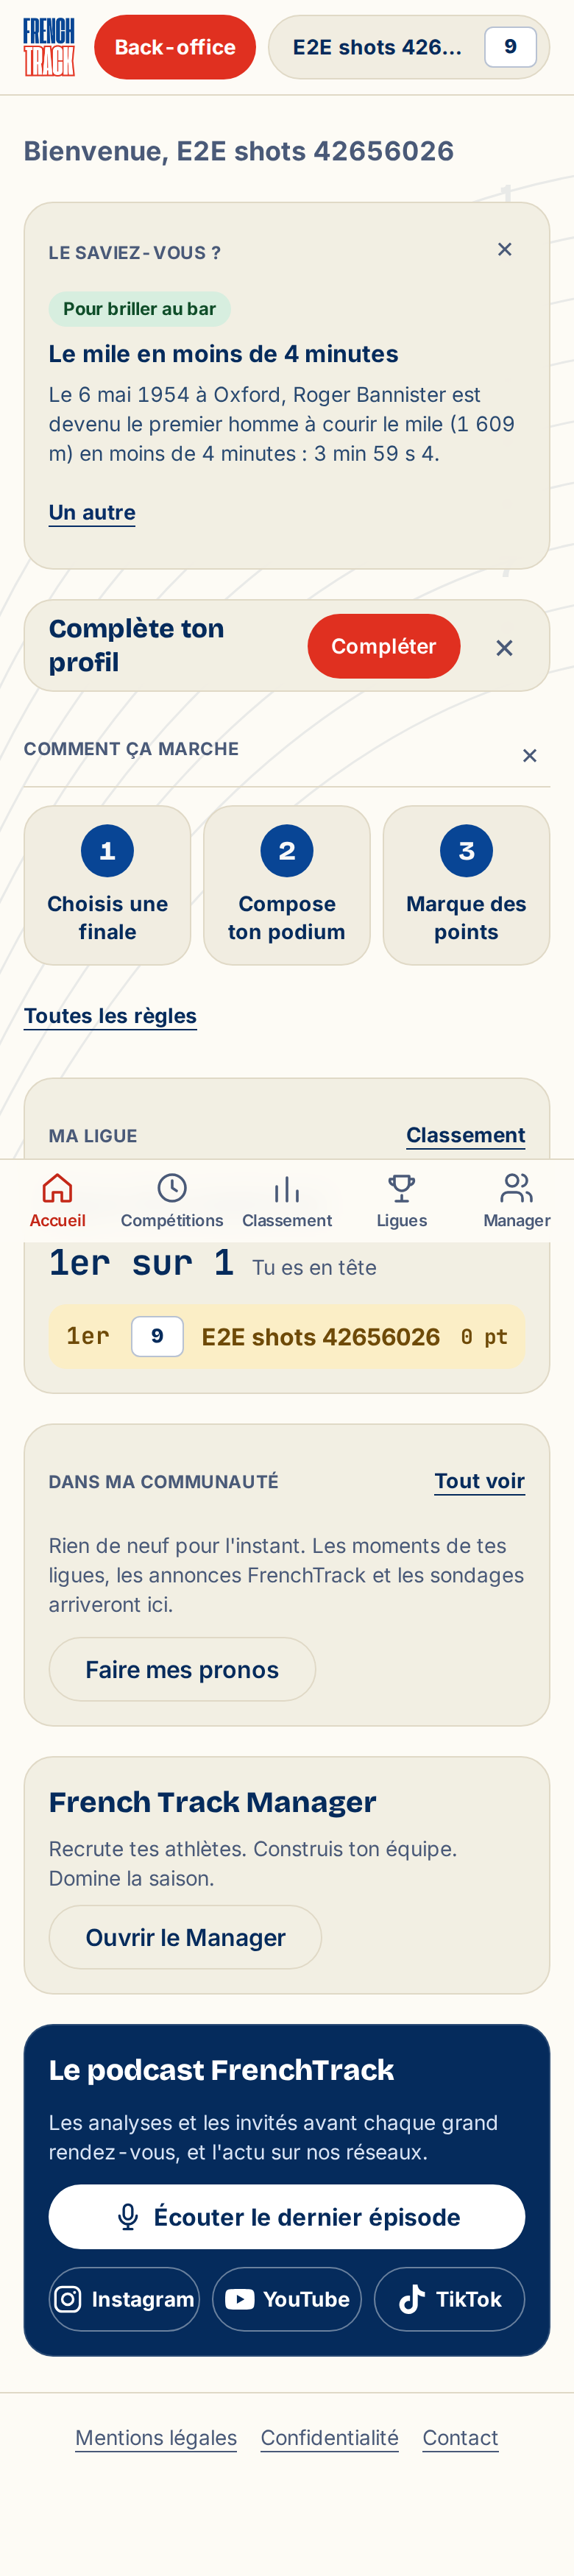 FRENCH
TRACK
Back-office
E2E shots 426... 9
Bienvenue, E2E shots 42656026
LE SAVIEZ-VOUS ?
Pour briller au bar
Le mile en moins de 4 minutes
Le 6 mai 1954 à Oxford, Roger Bannister est
devenu le premier homme à courir le mile (1 609
m) en moins de 4 minutes : 3 min 59 s 4.
Un autre
Complète ton
profil
Compléter
COMMENT ÇA MARCHE
1
Choisis une
finale
2
Compose
ton podium
3
Marque des
points
Toutes les règles
MA LIGUE
Classement
Accueil
Compétitions
Classement
Ligues
Manager
1er sur 1 Tu es en tête
1er 9 E2E shots 42656026 0 pt
DANS MA COMMUNAUTÉ
Tout voir
Rien de neuf pour l'instant. Les moments de tes
ligues, les annonces FrenchTrack et les sondages
arriveront ici.
Faire mes pronos
French Track Manager
Recrute tes athlètes. Construis ton équipe.
Domine la saison.
Ouvrir le Manager
Le podcast FrenchTrack
Les analyses et les invités avant chaque grand
rendez-vous, et l'actu sur nos réseaux.
Écouter le dernier épisode
Instagram
YouTube
TikTok
Mentions légales
Confidentialité
Contact